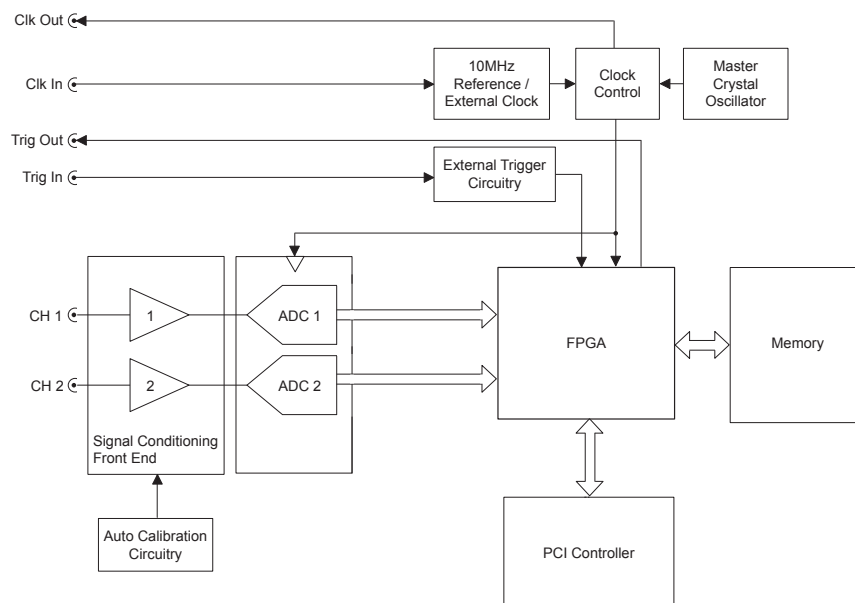 Clk Out
Clk In
10MHz
Reference /
External Clock
Clock
Control
Master
Crystal
Oscillator
Trig Out
Trig In
External Trigger
Circuitry
CH 1
1
ADC 1
FPGA
Memory
CH 2
2
ADC 2
Signal Conditioning
Front End
Auto Calibration
Circuitry
PCI Controller